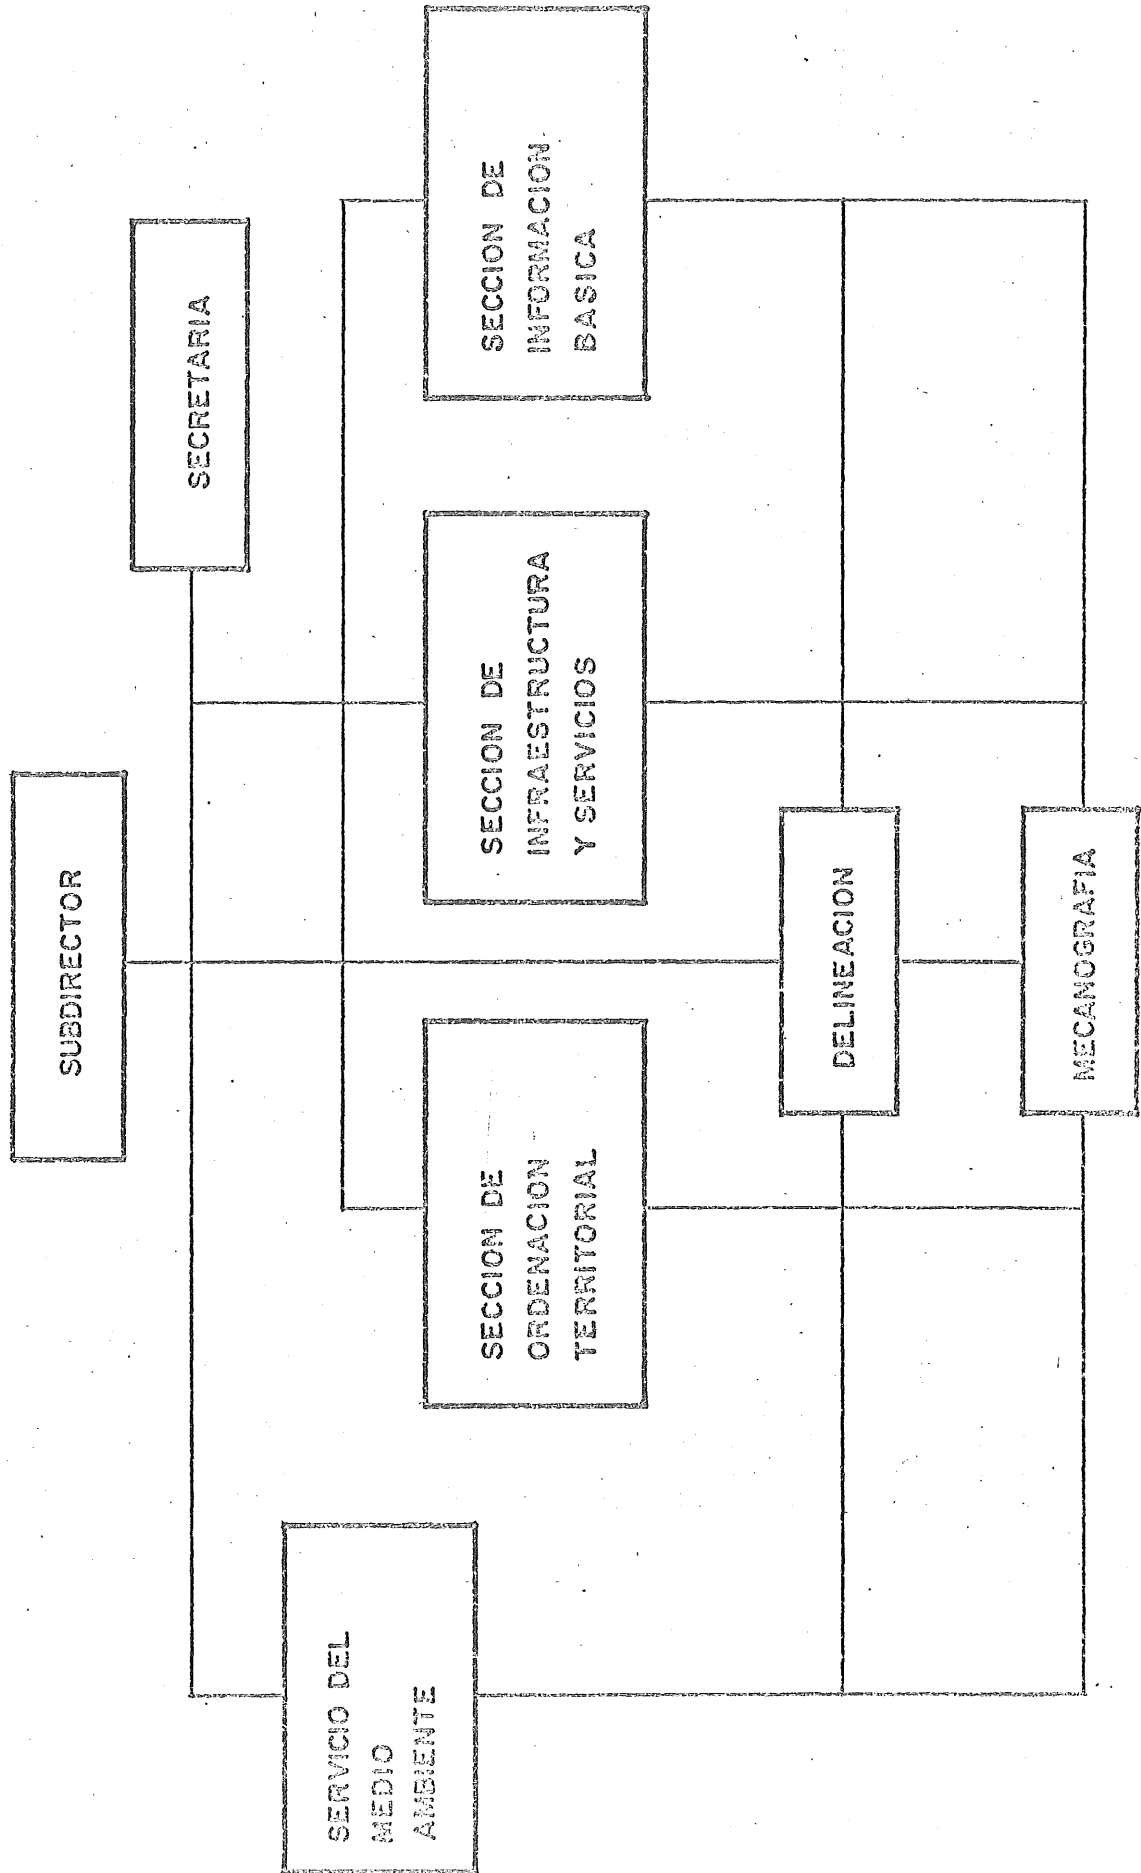 SUBDIRECTOR
SECRETARIA
SERVICIO DEL
MEDIO
AMBIENTE
SECCION DE
ORDENACION
TERRITORIAL
SECCION DE
INFRAESTRUCTURA
Y SERVICIOS
SECCION DE
INFORMACION
BASICA
DELINEACION
MECAMOGRAFIA